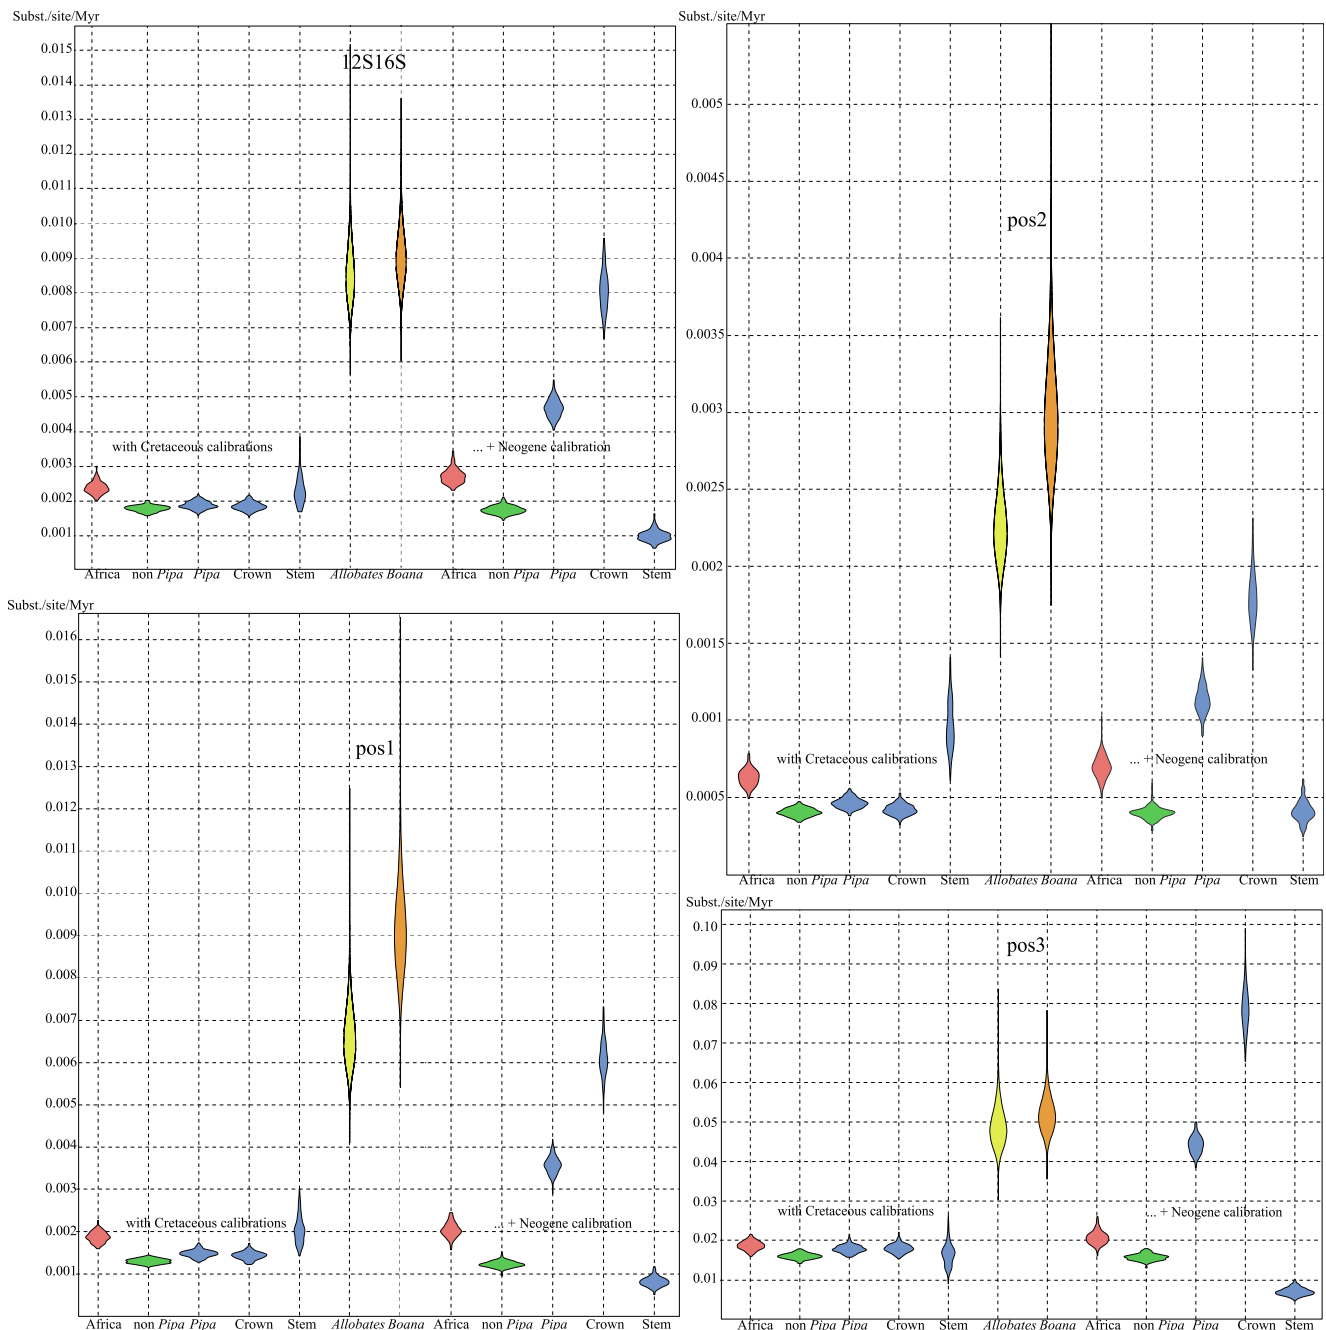 Subst./site/Myr
12S16S
0.015
0.014
0.013
0.012
0.011
0.010
0.009
0.008
0.007
0.006
0.005
0.004
0.003
0.002
0.001
with Cretaceous calibrations
... + Neogene calibration
Africa non Pipa Pipa Crown Stem Allobates Boana Africa non Pipa Pipa Crown Stem
Subst./site/Myr
pos2
0.005
0.0045
0.004
0.0035
0.003
0.0025
0.002
0.0015
0.001
0.0005
with Cretaceous calibrations
... + Neogene calibration
Africa non Pipa Pipa Crown Stem Allobates Boana Africa non Pipa Pipa Crown Stem
Subst./site/Myr
pos1
0.016
0.015
0.014
0.013
0.012
0.011
0.010
0.009
0.008
0.007
0.006
0.005
0.004
0.003
0.002
0.001
with Cretaceous calibrations
... + Neogene calibration
Africa non Pipa Pipa Crown Stem Allobates Boana Africa non Pipa Pipa Crown Stem
Subst./site/Myr
pos3
0.10
0.09
0.08
0.07
0.06
0.05
0.04
0.03
0.02
0.01
with Cretaceous calibrations
... + Neogene calibration
Africa non Pipa Pipa Crown Stem Allobates Boana Africa non Pipa Pipa Crown Stem